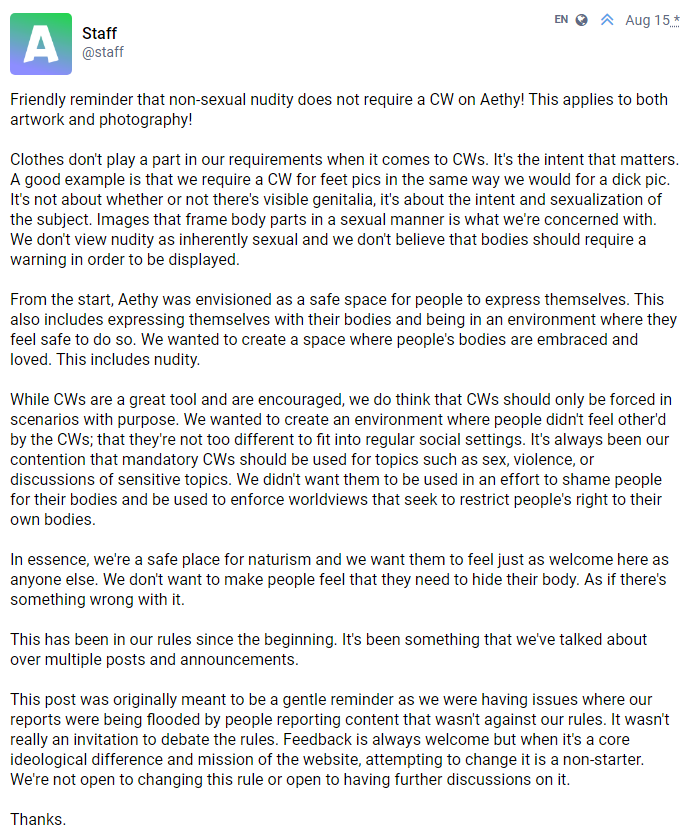 A
Staff
@staff
EN
Aug 15 *
Friendly reminder that non-sexual nudity does not require a CW on Aethy! This applies to both
artwork and photography!
Clothes don't play a part in our requirements when it comes to CWs. It's the intent that matters.
A good example is that we require a CW for feet pics in the same way we would for a dick pic.
It's not about whether or not there's visible genitalia, it's about the intent and sexualization of
the subject. Images that frame body parts in a sexual manner is what we're concerned with.
We don't view nudity as inherently sexual and we don't believe that bodies should require a
warning in order to be displayed.
From the start, Aethy was envisioned as a safe space for people to express themselves. This
also includes expressing themselves with their bodies and being in an environment where they
feel safe to do so. We wanted to create a space where people's bodies are embraced and
loved. This includes nudity.
While CWs are a great tool and are encouraged, we do think that CWs should only be forced in
scenarios with purpose. We wanted to create an environment where people didn't feel other'd
by the CWs; that they're not too different to fit into regular social settings. It's always been our
contention that mandatory CWs should be used for topics such as sex, violence, or
discussions of sensitive topics. We didn't want them to be used in an effort to shame people
for their bodies and be used to enforce worldviews that seek to restrict people's right to their
own bodies.
In essence, we're a safe place for naturism and we want them to feel just as welcome here as
anyone else. We don't want to make people feel that they need to hide their body. As if there's
something wrong with it.
This has been in our rules since the beginning. It's been something that we've talked about
over multiple posts and announcements.
This post was originally meant to be a gentle reminder as we were having issues where our
reports were being flooded by people reporting content that wasn't against our rules. It wasn't
really an invitation to debate the rules. Feedback is always welcome but when it's a core
ideological difference and mission of the website, attempting to change it is a non-starter.
We're not open to changing this rule or open to having further discussions on it.
Thanks.